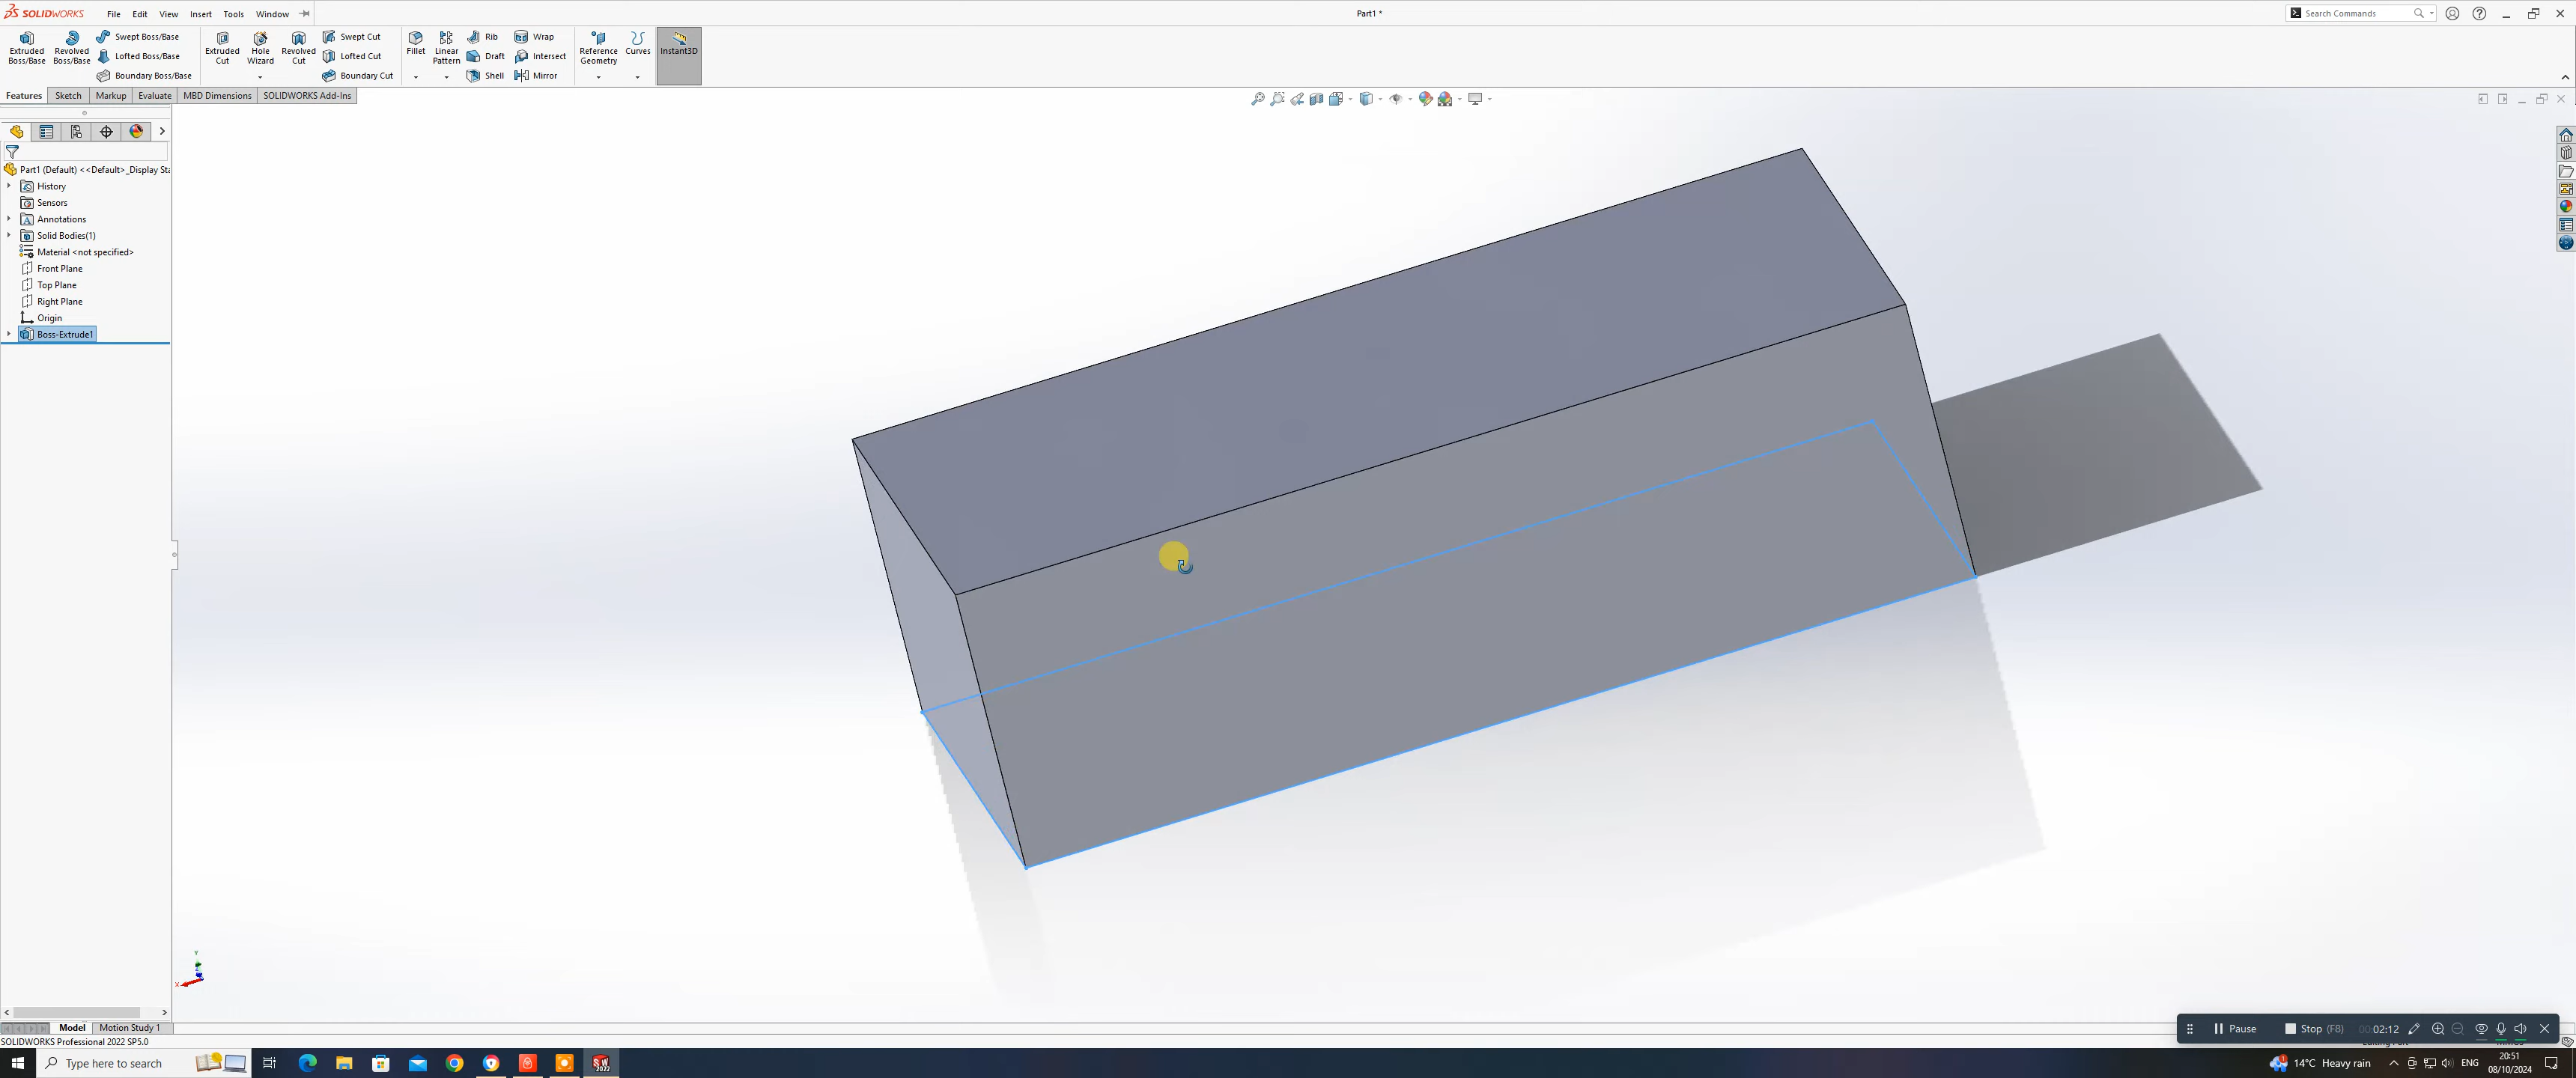 SOLIDWORKS File Edit View Insert Tools Window Part1 * Search Commands
Extruded Boss/Base Revolved Boss/Base Swept Boss/Base Lofted Boss/Base Boundary Boss/Base Extruded Cut Hole Wizard Revolved Cut Swept Cut Lofted Cut Boundary Cut Fillet Linear Pattern Rib Draft Shell Wrap Intersect Mirror Reference Geometry Curves Instant3D
Features Sketch Markup Evaluate MBD Dimensions SOLIDWORKS Add-Ins
Part1 (Default) <<Default>_Display Sta
History
Sensors
Annotations
Solid Bodies(1)
Material <not specified>
Front Plane
Top Plane
Right Plane
Origin
Boss-Extrude1
Y
X
Model Motion Study 1
Pause Stop (F8) 00:02:12
SOLIDWORKS Professional 2022 SP5.0
Type here to search
SW 2022
14°C Heavy rain ENG 20:51
08/10/2024